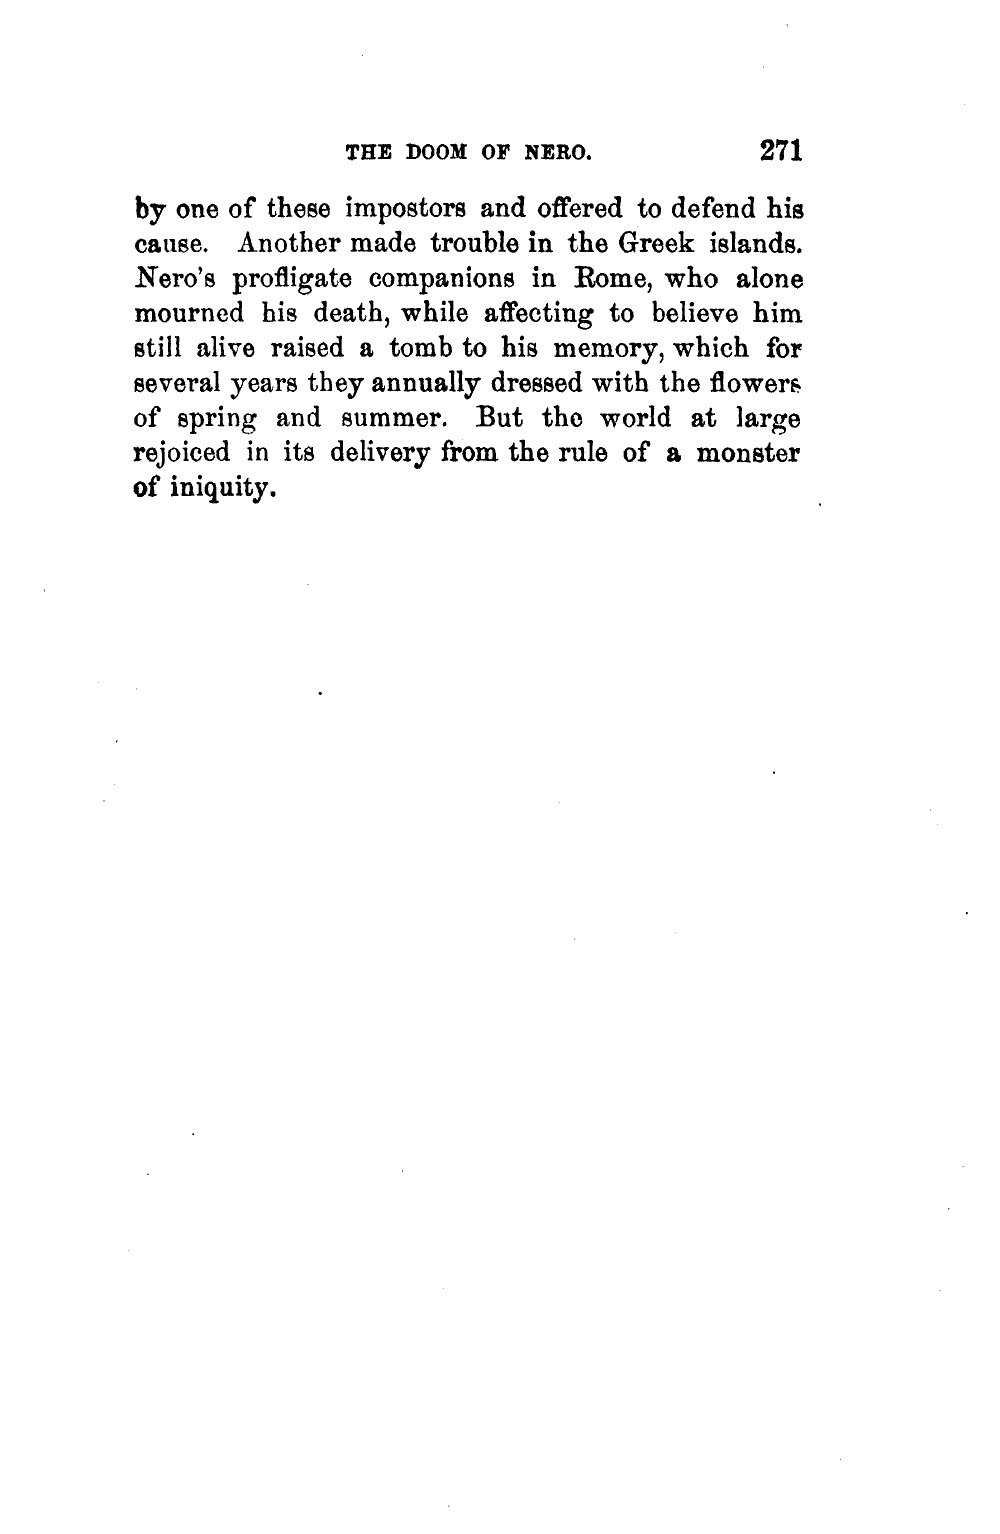 THE DOOM OF NERO. 271
by one of these impostors and offered to defend his
cause. Another made trouble in the Greek islands.
Nero's profligate companions in Rome, who alone
mourned his death, while affecting to believe him
still alive raised a tomb to his memory, which for
several years they annually dressed with the flowers
of spring and summer. But the world at large
rejoiced in its delivery from the rule of a monster
of iniquity.